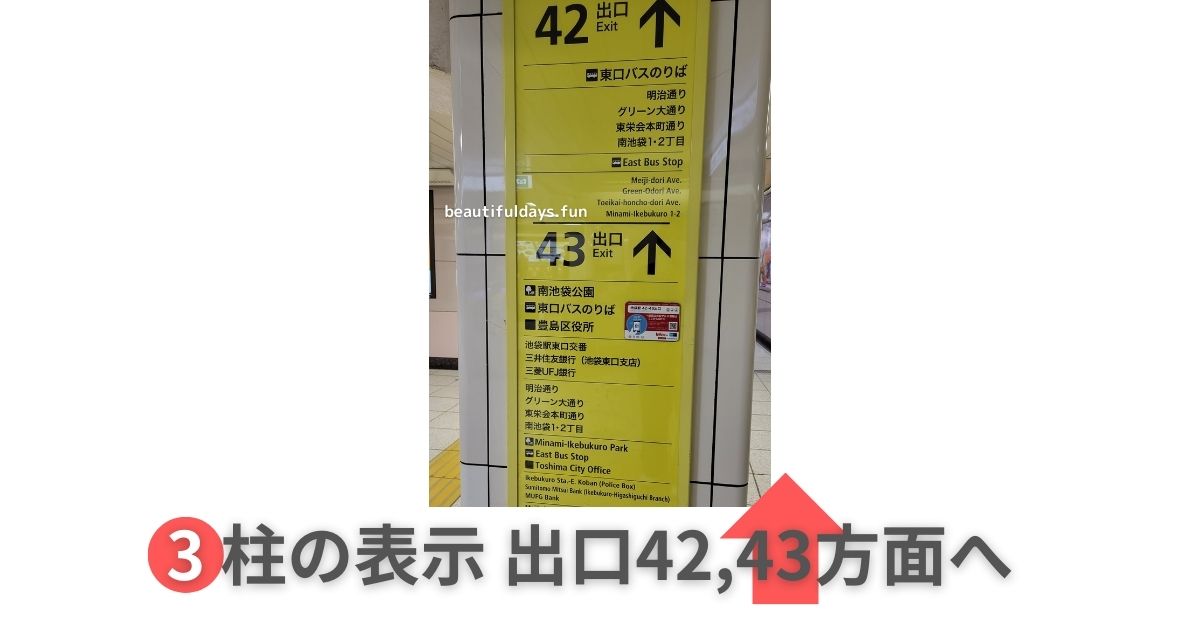 42 出口
Exit
東口バスのりば
明治通り
グリーン大通り
東栄会本町通り
南池袋1・2丁目
East Bus Stop
Meiji-dori Ave.
Green-Odori Ave.
Toeikai-honcho-dori Ave.
Minami-Ikebukuro 1-2
beautifuldays.fun
43 出口
Exit
南池袋公園
東口バスのりば
豊島区役所
池袋駅東口交番
三井住友銀行（池袋東口支店）
三菱UFJ銀行
明治通り
グリーン大通り
東栄会本町通り
南池袋1・2丁目
Minami-Ikebukuro Park
East Bus Stop
Toshima City Office
Ikebukuro Sta.-E. Koban (Police Box)
Sumitomo Mitsui Bank (Ikebukuro-Higashiguchi Branch)
MUFG Bank
3 柱の表示 出口42,43方面へ